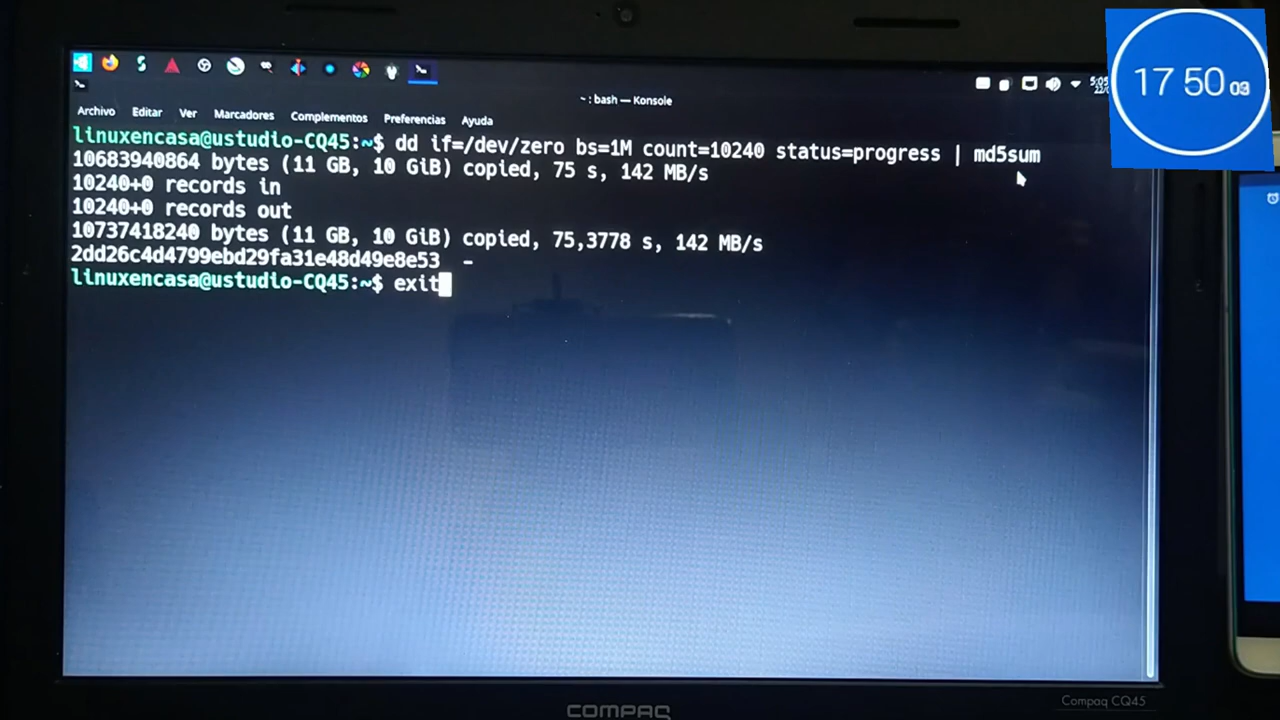 ~ : bash — Konsole
17 50 03
Archivo Editar Ver Marcadores Complementos Preferencias Ayuda
linuxencasa@ustudio-CQ45:~$ dd if=/dev/zero bs=1M count=10240 status=progress | md5sum
10683940864 bytes (11 GB, 10 GiB) copied, 75 s, 142 MB/s
10240+0 records in
10240+0 records out
10737418240 bytes (11 GB, 10 GiB) copied, 75,3778 s, 142 MB/s
2dd26c4d4799ebd29fa31e48d49e8e53  -
linuxencasa@ustudio-CQ45:~$ exit
COMPAQ
Compaq CQ45